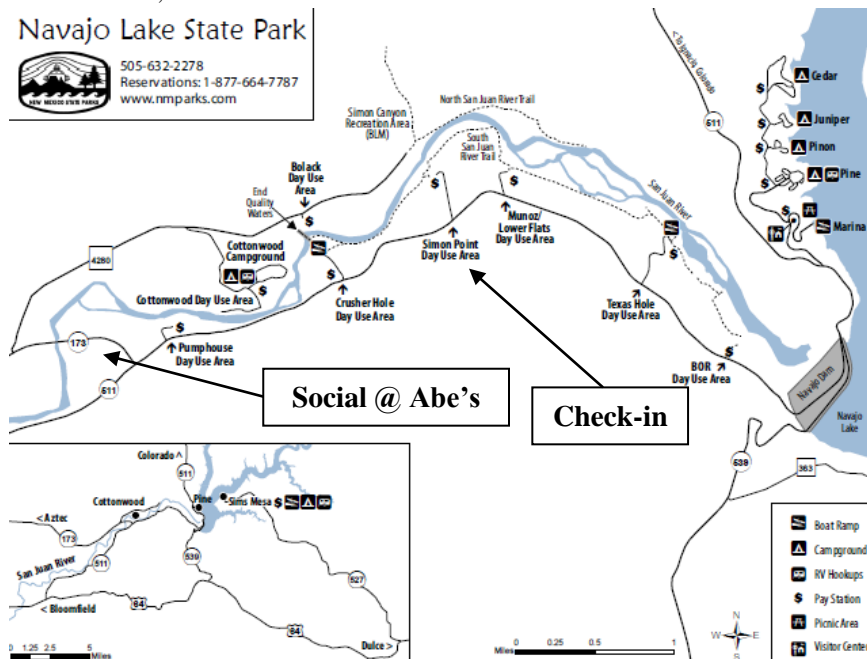 Navajo Lake State Park
505-632-2278
Reservations: 1-877-664-7787
www.nmparks.com
NEW MEXICO STATE PARKS
< To Ignacio, Colorado
511
$
Cedar
$
Juniper
$
Pinon
$
Pine
$
Marina
North San Juan River Trail
Simon Canyon
Recreation Area
(BLM)
South
San Juan
River Trail
Bolack
Day Use
Area
$
End
Quality
Waters
San Juan River
$
$
Munoz/
Lower Flats
Day Use Area
Simon Point
Day Use Area
4280
Cottonwood
Campground
$
Cottonwood Day Use Area
$
Crusher Hole
Day Use Area
$
Texas Hole
Day Use Area
$
Pumphouse
Day Use Area
173
511
$
BOR
Day Use Area
Navajo Dam
Navajo
Lake
Social @ Abe's
Check-in
539
363
Colorado ^
511
Cottonwood
Pine
Sims Mesa $
< Aztec
173
San Juan River
511
539
527
< Bloomfield
64
64
Dulce >
0 1.25 2.5 5
Miles
0 0.25 0.5 1
Miles
N
W E
S
Boat Ramp
Campground
RV Hookups
$ Pay Station
Picnic Area
Visitor Center